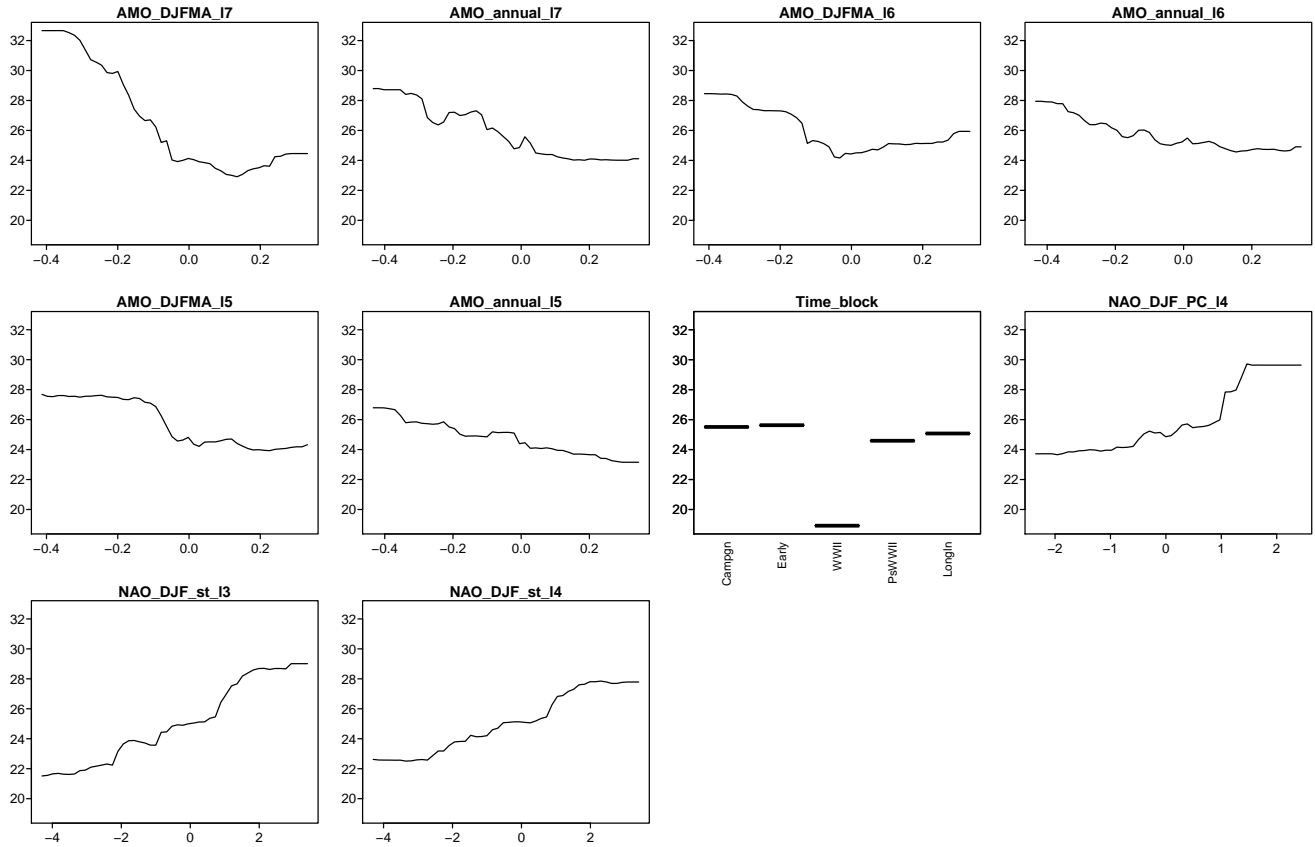 AMO_DJFMA_l7
AMO_annual_l7
AMO_DJFMA_l6
AMO_annual_l6
32 30 28 26 24 22 20
32 30 28 26 24 22 20
32 30 28 26 24 22 20
32 30 28 26 24 22 20
−0.4 −0.2 0.0 0.2
−0.4 −0.2 0.0 0.2
−0.4 −0.2 0.0 0.2
−0.4 −0.2 0.0 0.2
AMO_DJFMA_l5
AMO_annual_l5
Time_block
NAO_DJF_PC_l4
32 30 28 26 24 22 20
32 30 28 26 24 22 20
32 30 28 26 24 22 20
32 30 28 26 24 22 20
−0.4 −0.2 0.0 0.2
−0.4 −0.2 0.0 0.2
Campgn
Early
WWII
PsWWII
LongIn
−2 −1 0 1 2
NAO_DJF_st_l3
NAO_DJF_st_l4
32 30 28 26 24 22 20
32 30 28 26 24 22 20
−4 −2 0 2
−4 −2 0 2